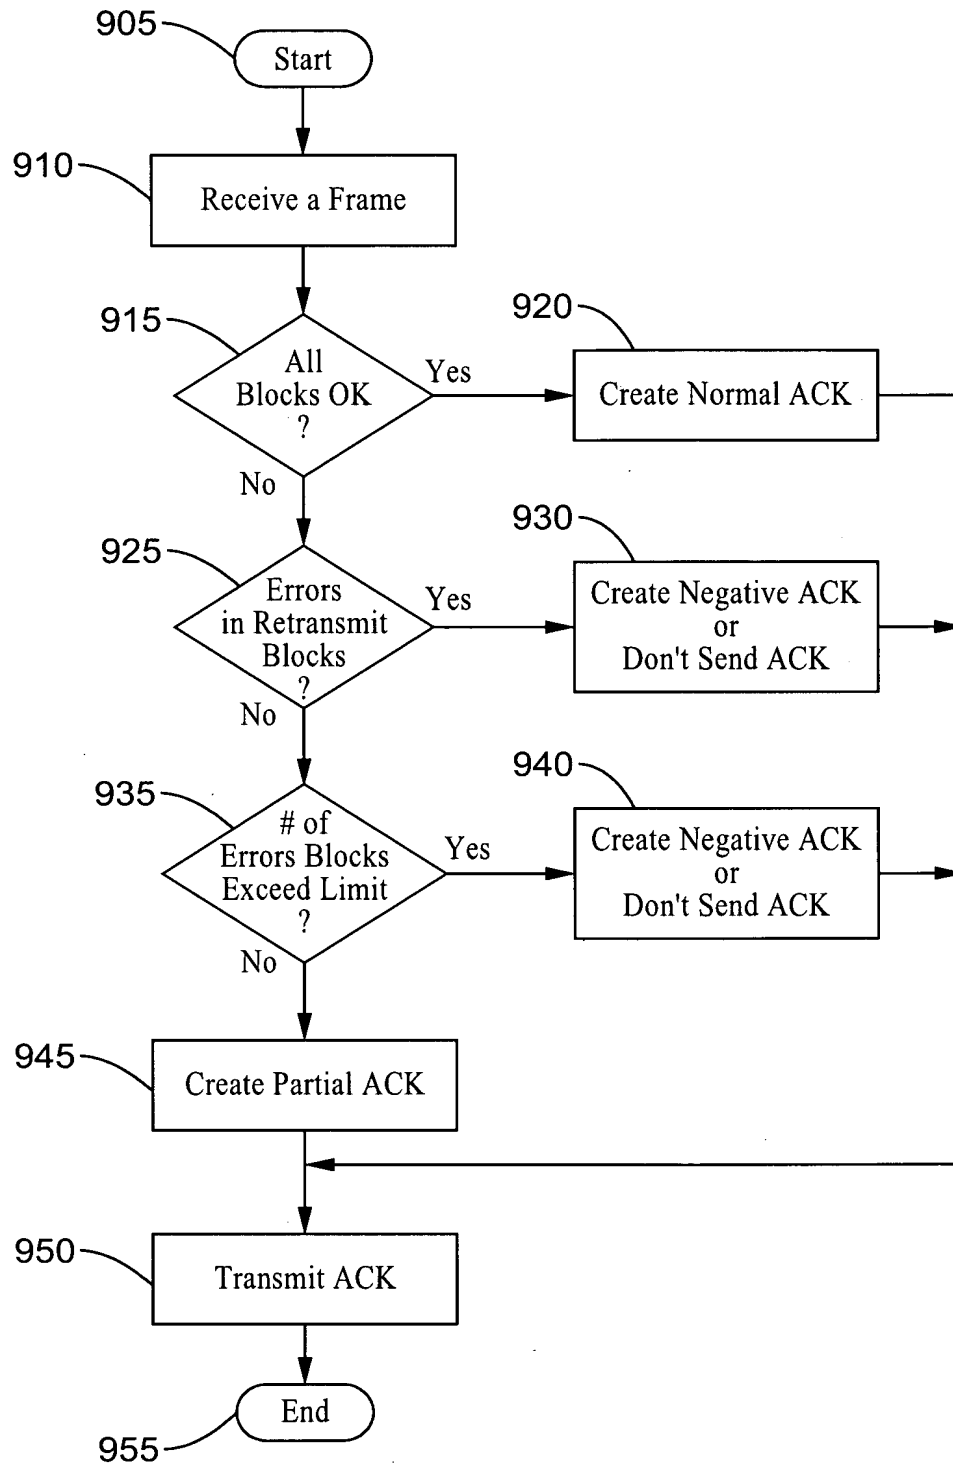 905
Start
910
Receive a Frame
915
All
Blocks OK
?
Yes
No
920
Create Normal ACK
925
Errors
in Retransmit
Blocks
?
Yes
No
930
Create Negative ACK
or
Don't Send ACK
935
# of
Errors Blocks
Exceed Limit
?
Yes
No
940
Create Negative ACK
or
Don't Send ACK
945
Create Partial ACK
950
Transmit ACK
End
955